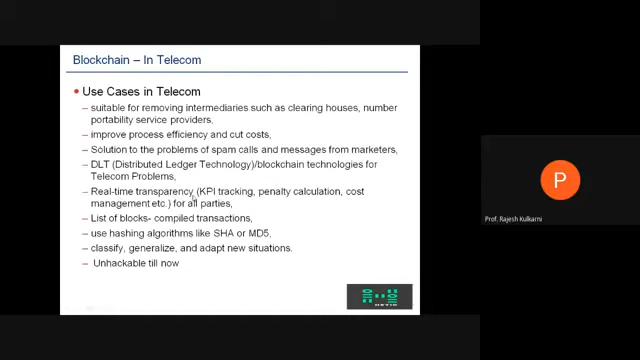 Blockchain – In Telecom
• Use Cases in Telecom
– suitable for removing intermediaries such as clearing houses, number
portability service providers,
– improve process efficiency and cut costs,
– Solution to the problems of spam calls and messages from marketers,
– DLT (Distributed Ledger Technology)/blockchain technologies for
Telecom Problems,
– Real-time transparency (KPI tracking, penalty calculation, cost
management etc.) for all parties,
– List of blocks- compiled transactions,
– use hashing algorithms like SHA or MD5,
– classify, generalize, and adapt new situations.
– Unhackable till now
P
Prof. Rajesh Kulkarni